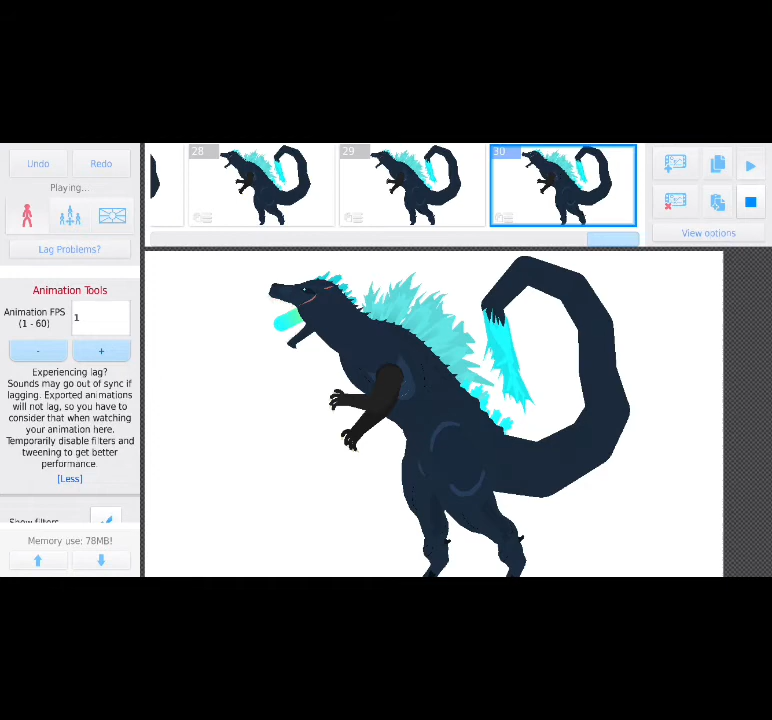 Undo
Redo
Playing...
Lag Problems?
Animation Tools
Animation FPS
(1 - 60)
1
-
+
Experiencing lag?
Sounds may go out of sync if
lagging. Exported animations
will not lag, so you have to
consider that when watching
your animation here.
Temporarily disable filters and
tweening to get better
performance.
[Less]
Show filters
Memory use: 78MB!
28
29
30
View options